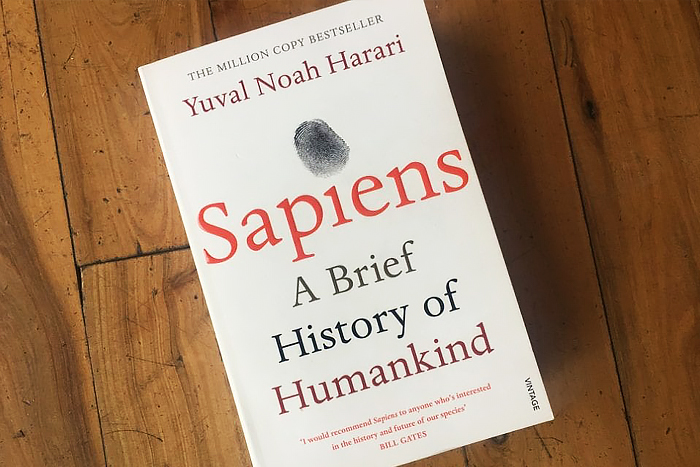 THE MILLION COPY BESTSELLER
Yuval Noah Harari
Sapiens
A Brief
History of
Humankind
'I would recommend Sapiens to anyone who's interested
in the history and future of our species'
BILL GATES
VINTAGE